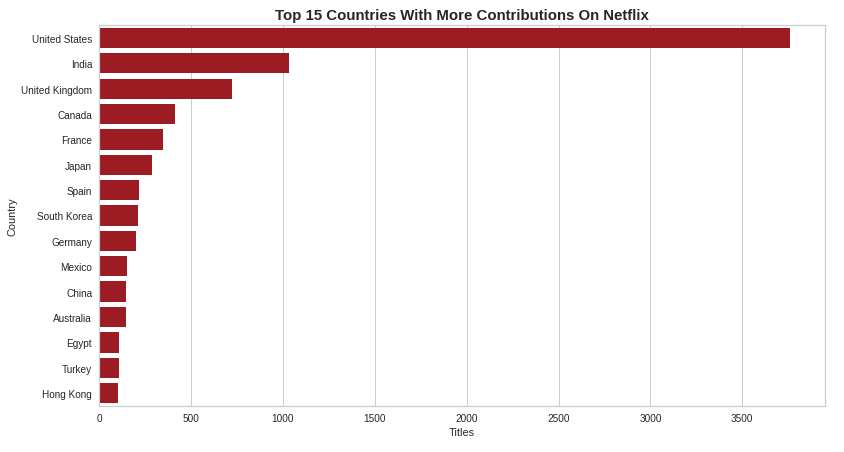 Top 15 Countries With More Contributions On Netflix
United States
India
United Kingdom
Canada
France
Japan
Spain
South Korea
Germany
Mexico
China
Australia
Egypt
Turkey
Hong Kong
Country
0 500 1000 1500 2000 2500 3000 3500
Titles